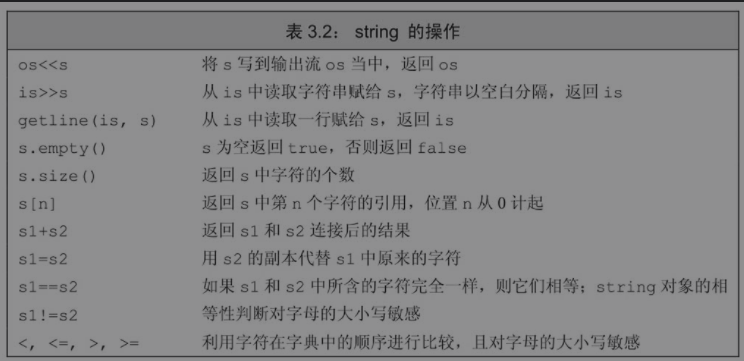 表 3.2： string 的操作
os<<s 将 s 写到输出流 os 当中，返回 os
is>>s 从 is 中读取字符串赋给 s，字符串以空白分隔，返回 is
getline(is, s) 从 is 中读取一行赋给 s，返回 is
s.empty() s 为空返回 true，否则返回 false
s.size() 返回 s 中字符的个数
s[n] 返回 s 中第 n 个字符的引用，位置 n 从 0 计起
s1+s2 返回 s1 和 s2 连接后的结果
s1=s2 用 s2 的副本代替 s1 中原来的字符
s1==s2 如果 s1 和 s2 中所含的字符完全一样，则它们相等；string 对象的相
s1!=s2 等性判断对字母的大小写敏感
<, <=, >, >= 利用字符在字典中的顺序进行比较，且对字母的大小写敏感